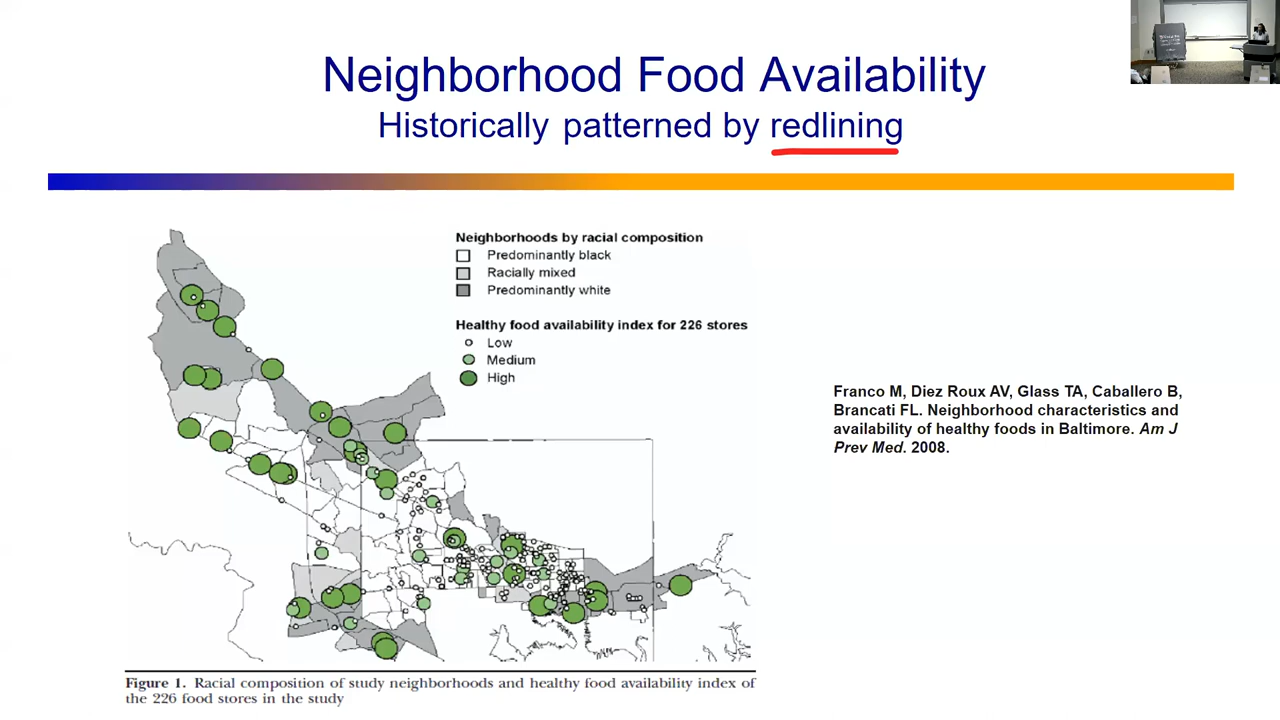 Neighborhood Food Availability
Historically patterned by redlining
Neighborhoods by racial composition
Predominantly black
Racially mixed
Predominantly white
Healthy food availability index for 226 stores
Low
Medium
High
Franco M, Diez Roux AV, Glass TA, Caballero B,
Brancati FL. Neighborhood characteristics and
availability of healthy foods in Baltimore. Am J
Prev Med. 2008.
Figure 1. Racial composition of study neighborhoods and healthy food availability index of
the 226 food stores in the study